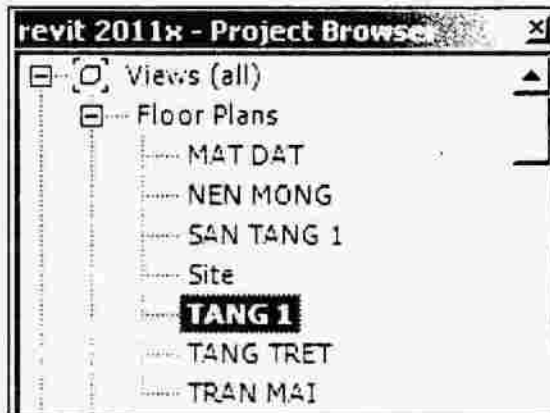 revit 2011x - Project Browser
Views (all)
Floor Plans
MAT DAT
NEN MONG
SAN TANG 1
Site
TANG 1
TANG TRET
TRAN MAI